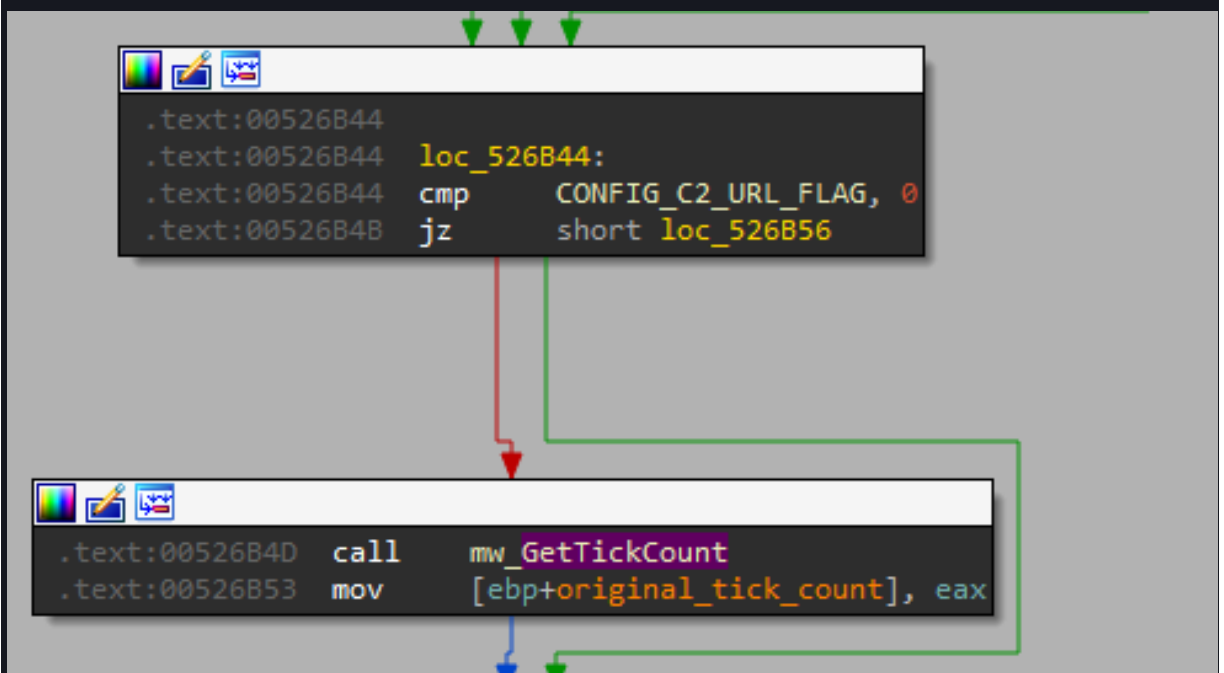 .text:00526B44
.text:00526B44 loc_526B44:
.text:00526B44 cmp CONFIG_C2_URL_FLAG, 0
.text:00526B4B jz short loc_526B56
.text:00526B4D call mw_GetTickCount
.text:00526B53 mov [ebp+original_tick_count], eax